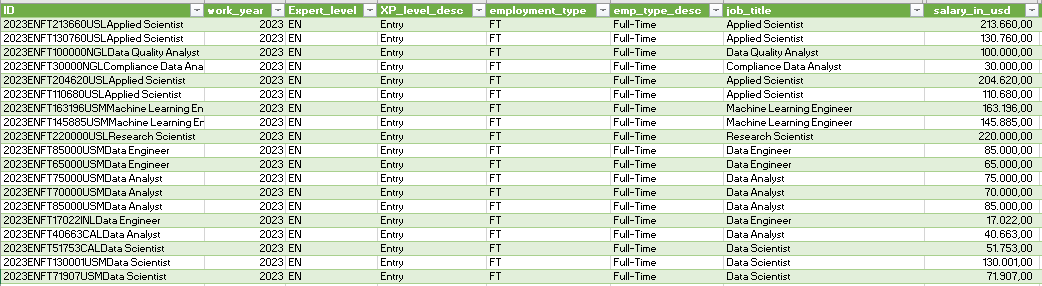 ID work_year Expert_level XP_level_desc employment_type emp_type_desc job_title salary_in_usd
2023ENFT213660USLApplied Scientist 2023 EN Entry FT Full-Time Applied Scientist 213.660,00
2023ENFT130760USLApplied Scientist 2023 EN Entry FT Full-Time Applied Scientist 130.760,00
2023ENFT100000NGLData Quality Analyst 2023 EN Entry FT Full-Time Data Quality Analyst 100.000,00
2023ENFT30000NGLCompliance Data Ana 2023 EN Entry FT Full-Time Compliance Data Analyst 30.000,00
2023ENFT204620USLApplied Scientist 2023 EN Entry FT Full-Time Applied Scientist 204.620,00
2023ENFT110680USLApplied Scientist 2023 EN Entry FT Full-Time Applied Scientist 110.680,00
2023ENFT163196USMMachine Learning En 2023 EN Entry FT Full-Time Machine Learning Engineer 163.196,00
2023ENFT145885USMMachine Learning Er 2023 EN Entry FT Full-Time Machine Learning Engineer 145.885,00
2023ENFT220000USLResearch Scientist 2023 EN Entry FT Full-Time Research Scientist 220.000,00
2023ENFT85000USMData Engineer 2023 EN Entry FT Full-Time Data Engineer 85.000,00
2023ENFT65000USMData Engineer 2023 EN Entry FT Full-Time Data Engineer 65.000,00
2023ENFT75000USMData Analyst 2023 EN Entry FT Full-Time Data Analyst 75.000,00
2023ENFT70000USMData Analyst 2023 EN Entry FT Full-Time Data Analyst 70.000,00
2023ENFT85000USMData Analyst 2023 EN Entry FT Full-Time Data Analyst 85.000,00
2023ENFT17022INLData Engineer 2023 EN Entry FT Full-Time Data Engineer 17.022,00
2023ENFT40663CALData Analyst 2023 EN Entry FT Full-Time Data Analyst 40.663,00
2023ENFT51753CALData Scientist 2023 EN Entry FT Full-Time Data Scientist 51.753,00
2023ENFT130001USMData Scientist 2023 EN Entry FT Full-Time Data Scientist 130.001,00
2023ENFT71907USMData Scientist 2023 EN Entry FT Full-Time Data Scientist 71.907,00